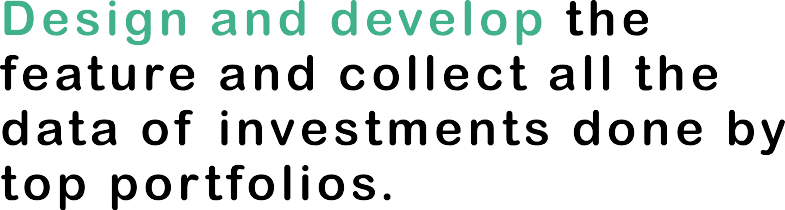 Design and develop the
feature and collect all the
data of investments done by
top portfolios.